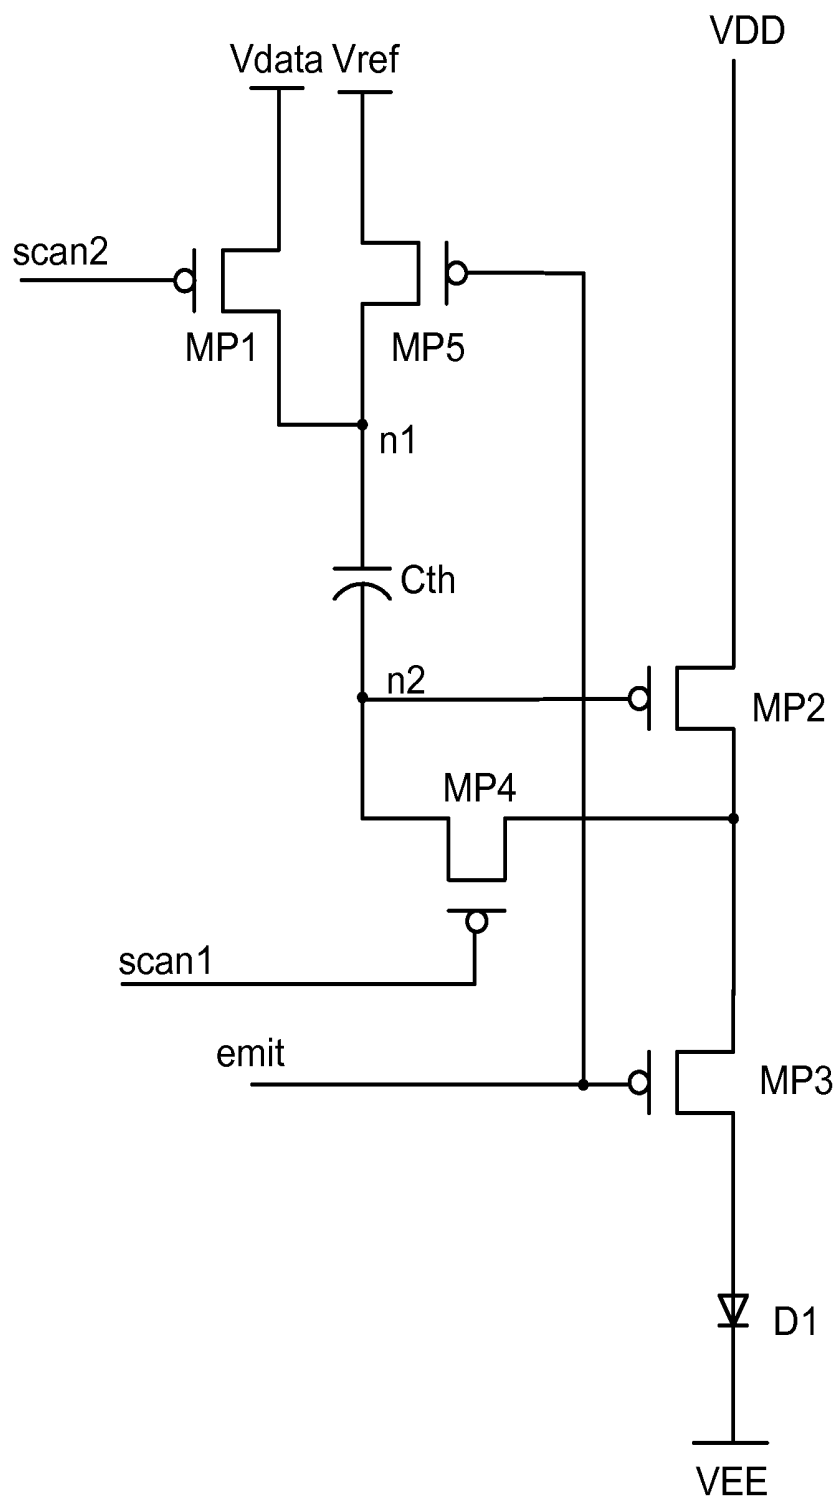 VDD
Vdata Vref
scan2
MP1
MP5
n1
Cth
n2
MP2
MP4
scan1
emit
MP3
D1
VEE